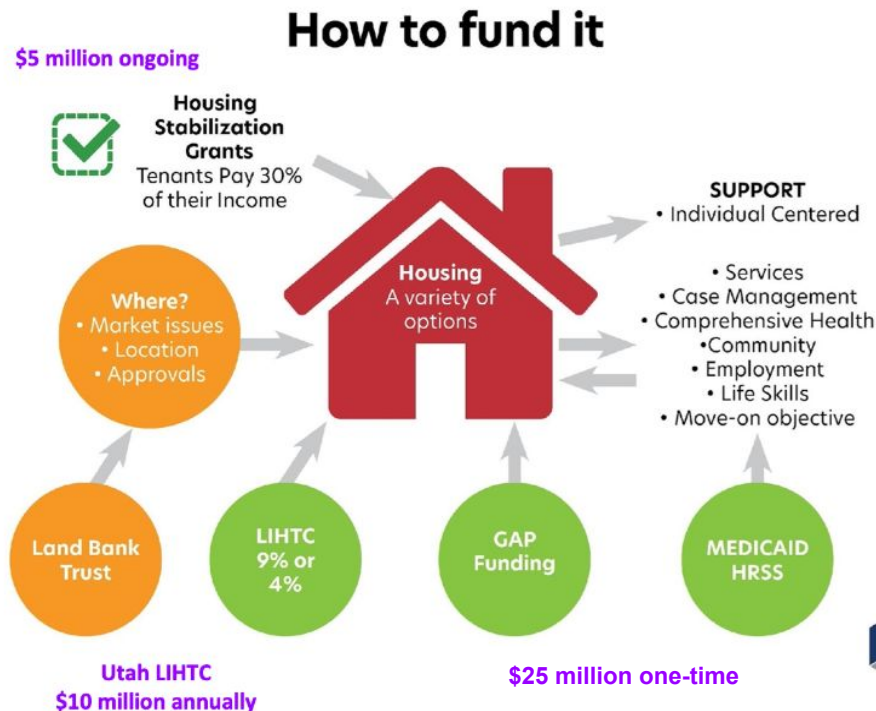 How to fund it
$5 million ongoing
Housing
Stabilization
Grants
Tenants Pay 30%
of their Income
SUPPORT
• Individual Centered
Where?
• Market issues
• Location
• Approvals
Housing
A variety of
options
• Services
• Case Management
• Comprehensive Health
•Community
• Employment
• Life Skills
• Move-on objective
Land Bank
Trust
LIHTC
9% or
4%
GAP
Funding
MEDICAID
HRSS
Utah LIHTC
$10 million annually
$25 million one-time